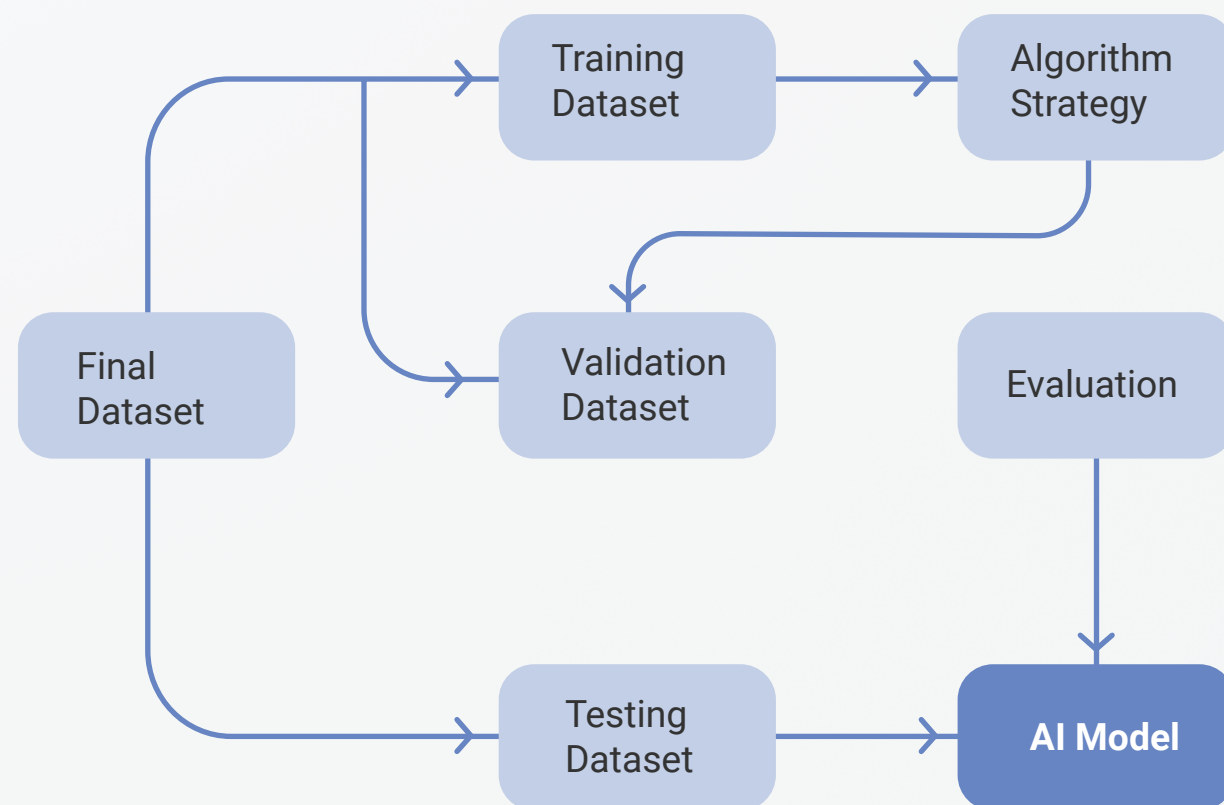 Training
Dataset
Algorithm
Strategy
Final
Dataset
Validation
Dataset
Evaluation
Testing
Dataset
AI Model